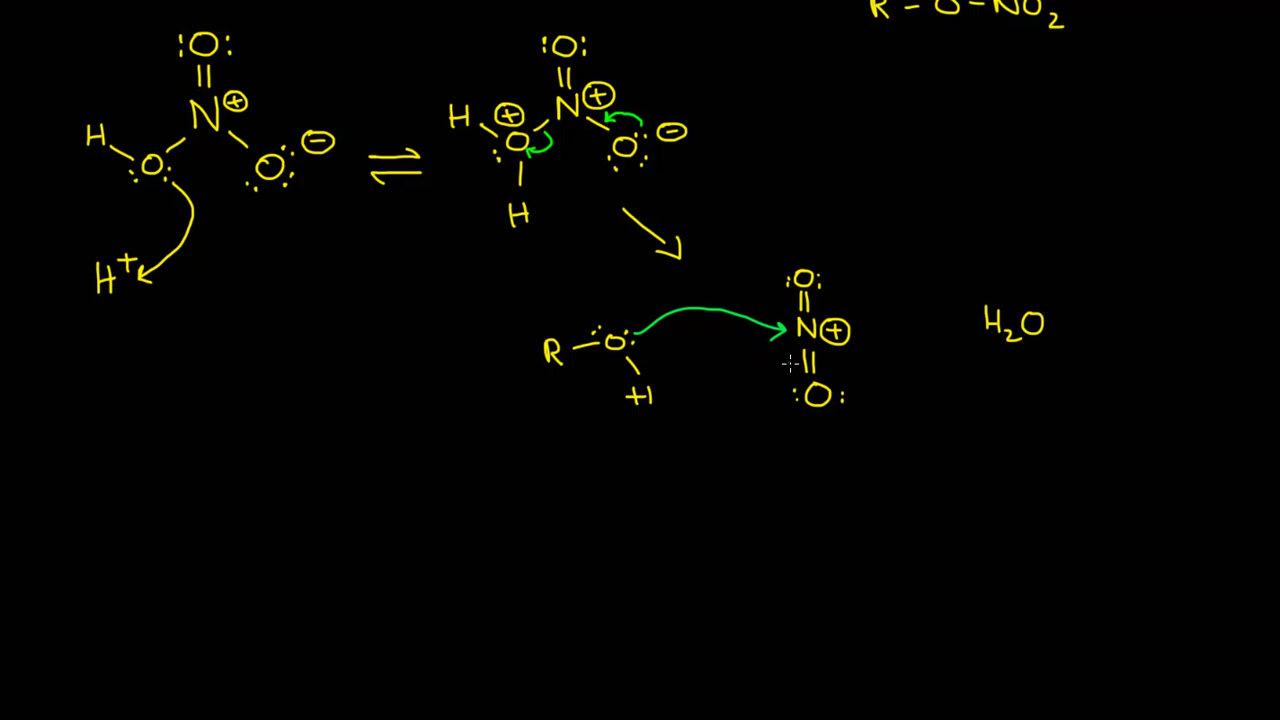 R - O - NO2
:O: :O:
|| ||
H N ⊕ H ⊕ N ⊕
O O ⊖ ⇌ O O ⊖
H
H+
:O:
||
R - O: N ⊕ H2O
H ||
:O: